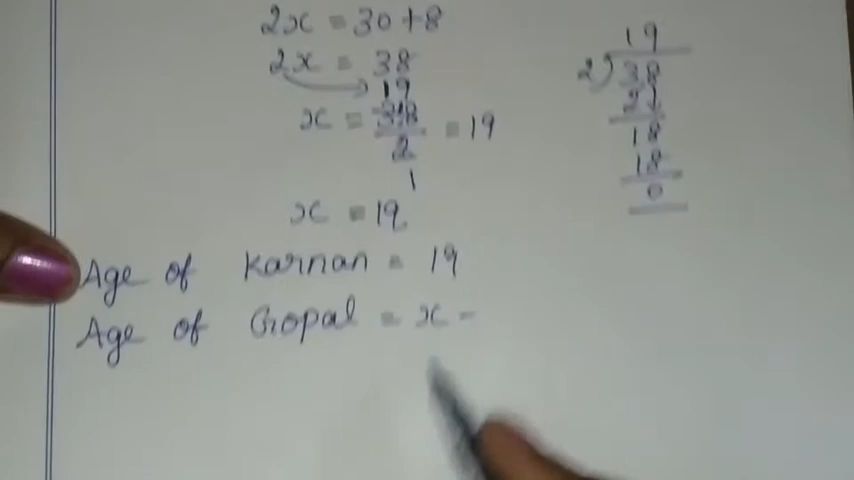 2x = 30 + 8
2x = 38
19
x = 38/2 = 19
1
x = 19
Age of Karnan = 19
Age of Gopal = x -
19
2) 38
18
18
0